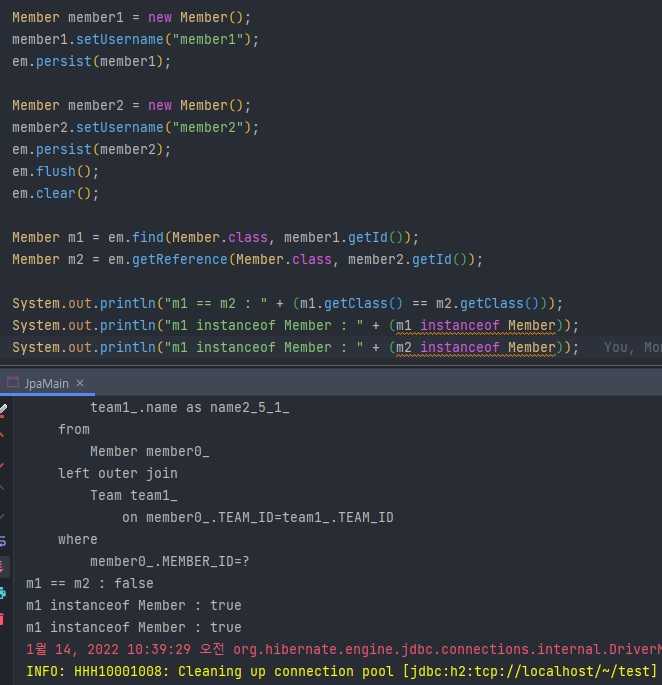 Member member1 = new Member();
member1.setUsername("member1");
em.persist(member1);
Member member2 = new Member();
member2.setUsername("member2");
em.persist(member2);
em.flush();
em.clear();
Member m1 = em.find(Member.class, member1.getId());
Member m2 = em.getReference(Member.class, member2.getId());
System.out.println("m1 == m2 : " + (m1.getClass() == m2.getClass()));
System.out.println("m1 instanceof Member : " + (m1 instanceof Member));
System.out.println("m1 instanceof Member : " + (m2 instanceof Member)); You, Mo
JpaMain ×
team1_.name as name2_5_1_
from
Member member0_
left outer join
Team team1_
on member0_.TEAM_ID=team1_.TEAM_ID
where
member0_.MEMBER_ID=?
m1 == m2 : false
m1 instanceof Member : true
m1 instanceof Member : true
1월 14, 2022 10:39:29 오전 org.hibernate.engine.jdbc.connections.internal.Driver
INFO: HHH10001008: Cleaning up connection pool [jdbc:h2:tcp://localhost/~/test]